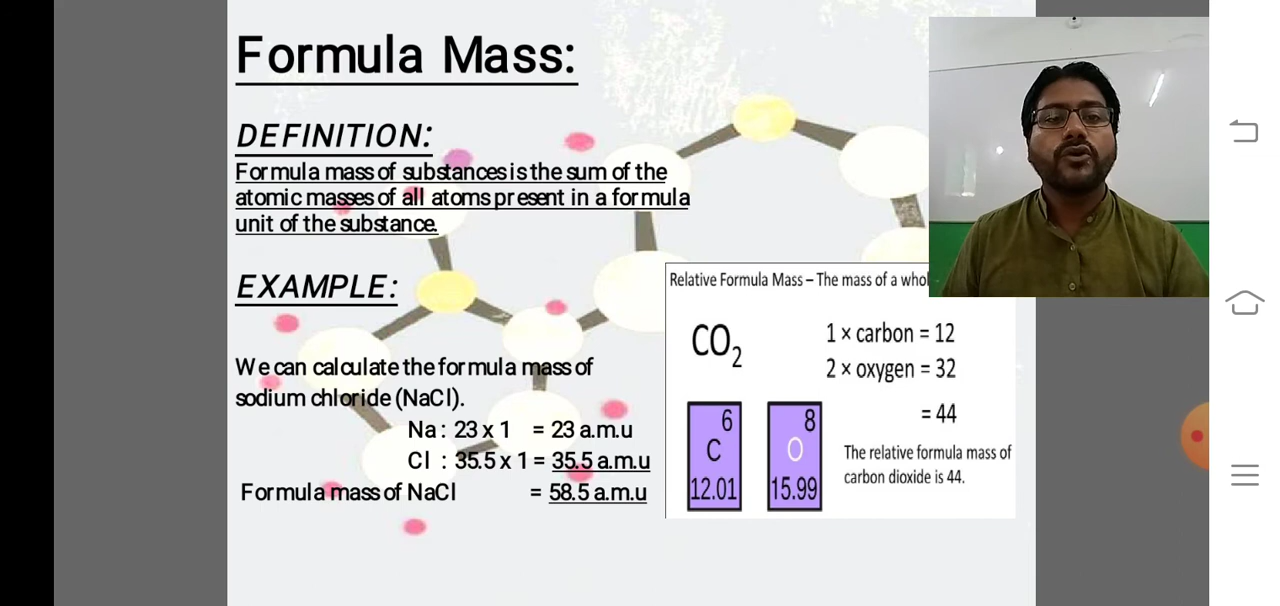 Formula Mass:
DEFINITION:
Formula mass of substances is the sum of the
atomic masses of all atoms present in a formula
unit of the substance.
EXAMPLE:
We can calculate the formula mass of
sodium chloride (NaCl).
Na : 23 x 1 = 23 a.m.u
Cl : 35.5 x 1 = 35.5 a.m.u
Formula mass of NaCl = 58.5 a.m.u
Relative Formula Mass – The mass of a
CO₂
1 × carbon = 12
2 × oxygen = 32
= 44
6
C
12.01
8
O
15.99
The relative formula mass of
carbon dioxide is 44.